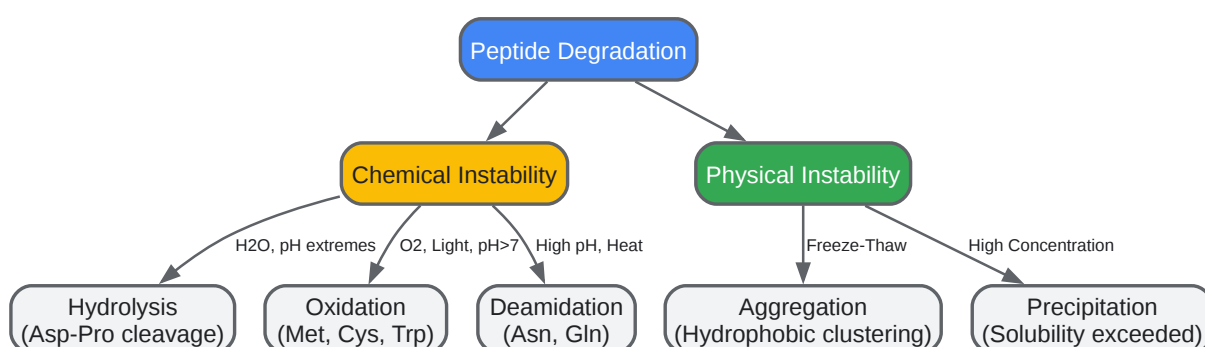 Peptide Degradation
Chemical Instability
Physical Instability
H2O, pH extremes
O2, Light, pH>7
High pH, Heat
Freeze-Thaw
High Concentration
Hydrolysis
(Asp-Pro cleavage)
Oxidation
(Met, Cys, Trp)
Deamidation
(Asn, Gln)
Aggregation
(Hydrophobic clustering)
Precipitation
(Solubility exceeded)